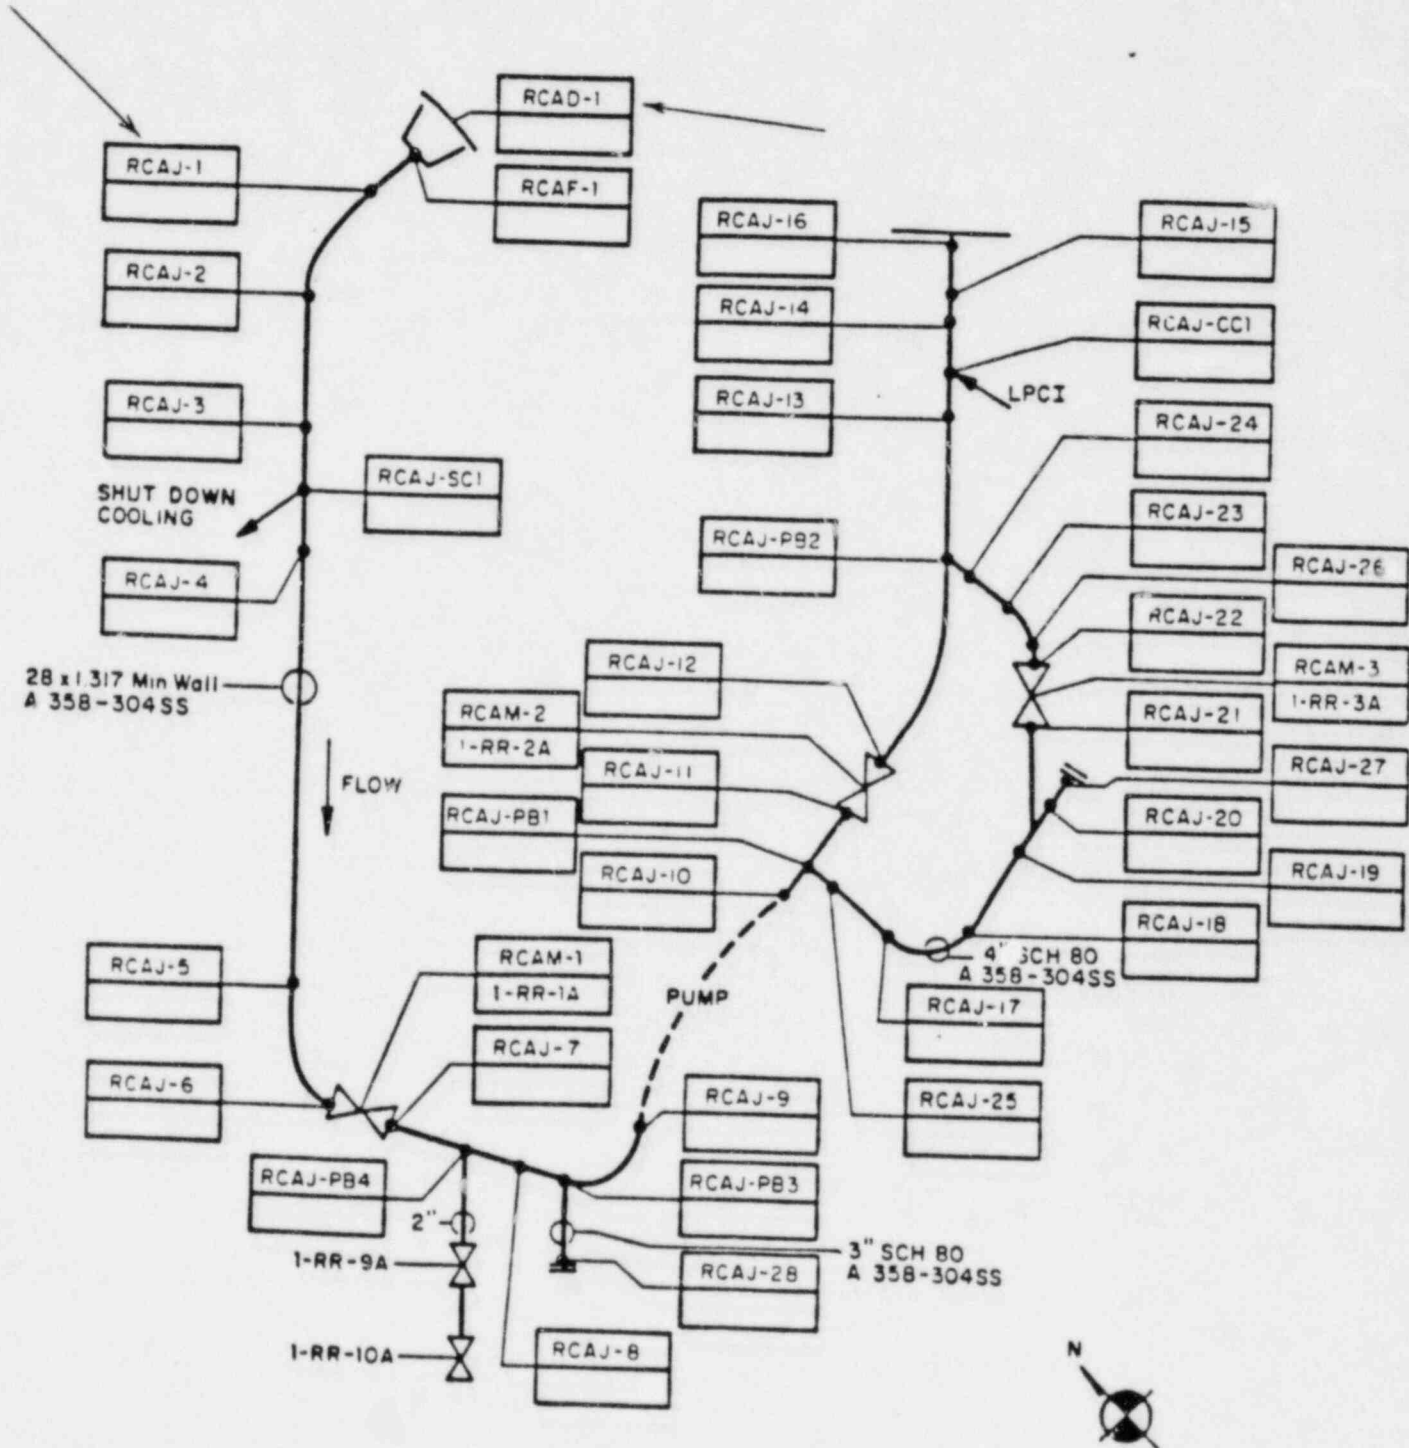 RCAD-1
RCAJ-1
RCAF-1
RCAJ-16
RCAJ-15
RCAJ-2
RCAJ-14
RCAJ-CC1
LPCI
RCAJ-3
RCAJ-13
RCAJ-24
RCAJ-SC1
SHUT DOWN
COOLING
RCAJ-23
RCAJ-PB2
RCAJ-26
RCAJ-4
RCAJ-22
RCAJ-12
RCAM-3
1-RR-3A
28 x 1.317 Min Wall
A 358-304SS
RCAM-2
1-RR-2A
RCAJ-21
RCAJ-11
RCAJ-27
FLOW
RCAJ-PB1
RCAJ-20
RCAJ-10
RCAJ-19
RCAJ-18
4" SCH 80
A 358-304SS
RCAJ-5
RCAM-1
1-RR-1A
PUMP
RCAJ-17
RCAJ-7
RCAJ-6
RCAJ-9
RCAJ-25
RCAJ-PB4
RCAJ-PB3
2"
1-RR-9A
3" SCH 80
A 358-304SS
RCAJ-28
1-RR-10A
RCAJ-8
N